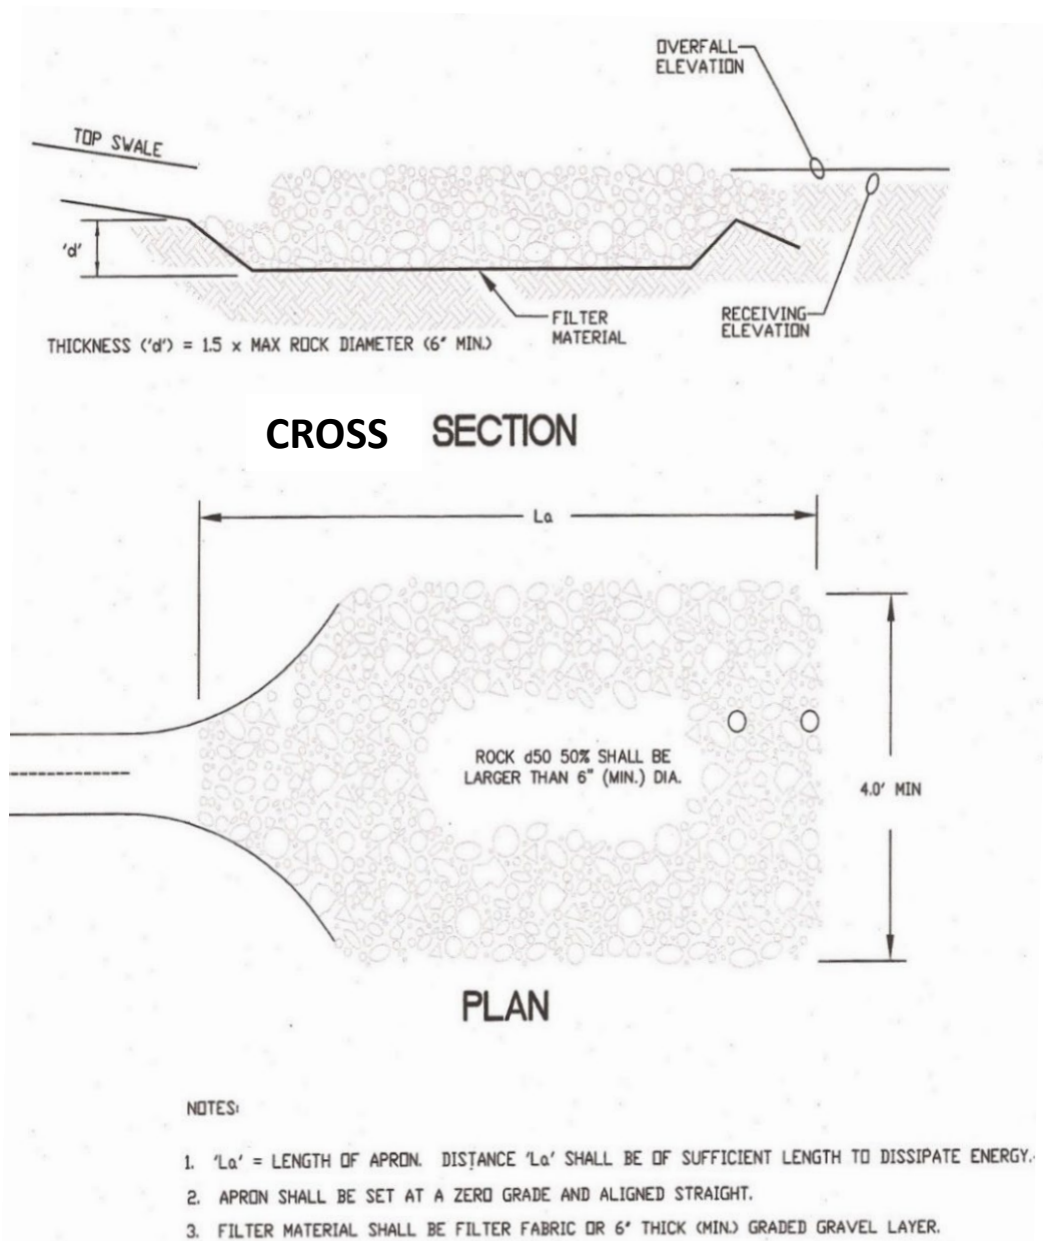 OVERFALL
ELEVATION
TOP SWALE
'd'
FILTER
MATERIAL
RECEIVING
ELEVATION
THICKNESS ('d') = 1.5 x MAX ROCK DIAMETER (6' MIN.)
CROSS SECTION
La
ROCK d50 50% SHALL BE
LARGER THAN 6" (MIN.) DIA.
4.0' MIN
PLAN
NOTES:
1. 'La' = LENGTH OF APRON. DISTANCE 'La' SHALL BE OF SUFFICIENT LENGTH TO DISSIPATE ENERGY.
2. APRON SHALL BE SET AT A ZERO GRADE AND ALIGNED STRAIGHT.
3. FILTER MATERIAL SHALL BE FILTER FABRIC OR 6' THICK (MIN.) GRADED GRAVEL LAYER.